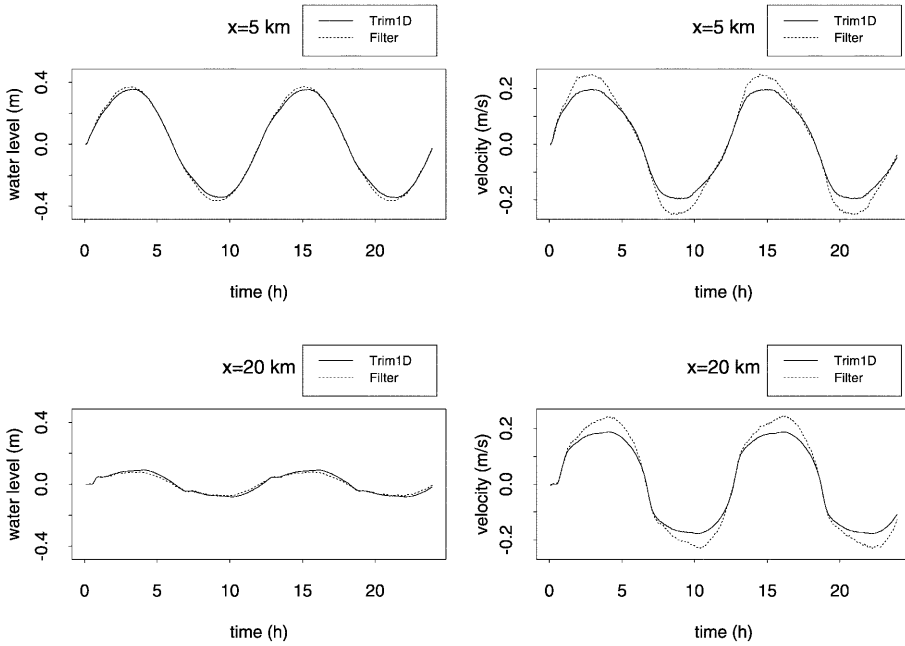 x=5 km
Trim1D
Filter
water level (m)
0.4
0.0
-0.4
0
5
10
15
20
time (h)
x=5 km
Trim1D
Filter
velocity (m/s)
0.2
0.0
-0.2
0
5
10
15
20
time (h)
x=20 km
Trim1D
Filter
water level (m)
0.4
0.0
-0.4
0
5
10
15
20
time (h)
x=20 km
Trim1D
Filter
velocity (m/s)
0.2
0.0
-0.2
0
5
10
15
20
time (h)